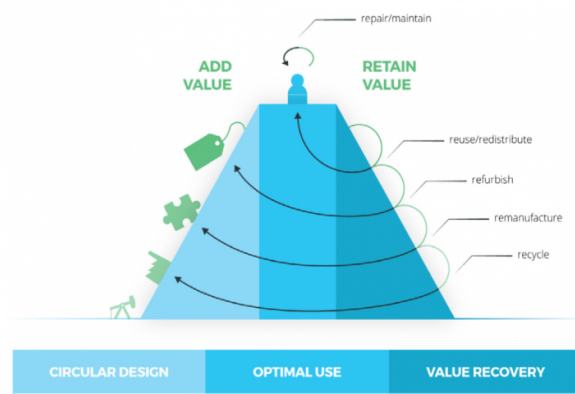 repair/maintain
ADD
VALUE
RETAIN
VALUE
reuse/redistribute
refurbish
remanufacture
recycle
CIRCULAR DESIGN
OPTIMAL USE
VALUE RECOVERY